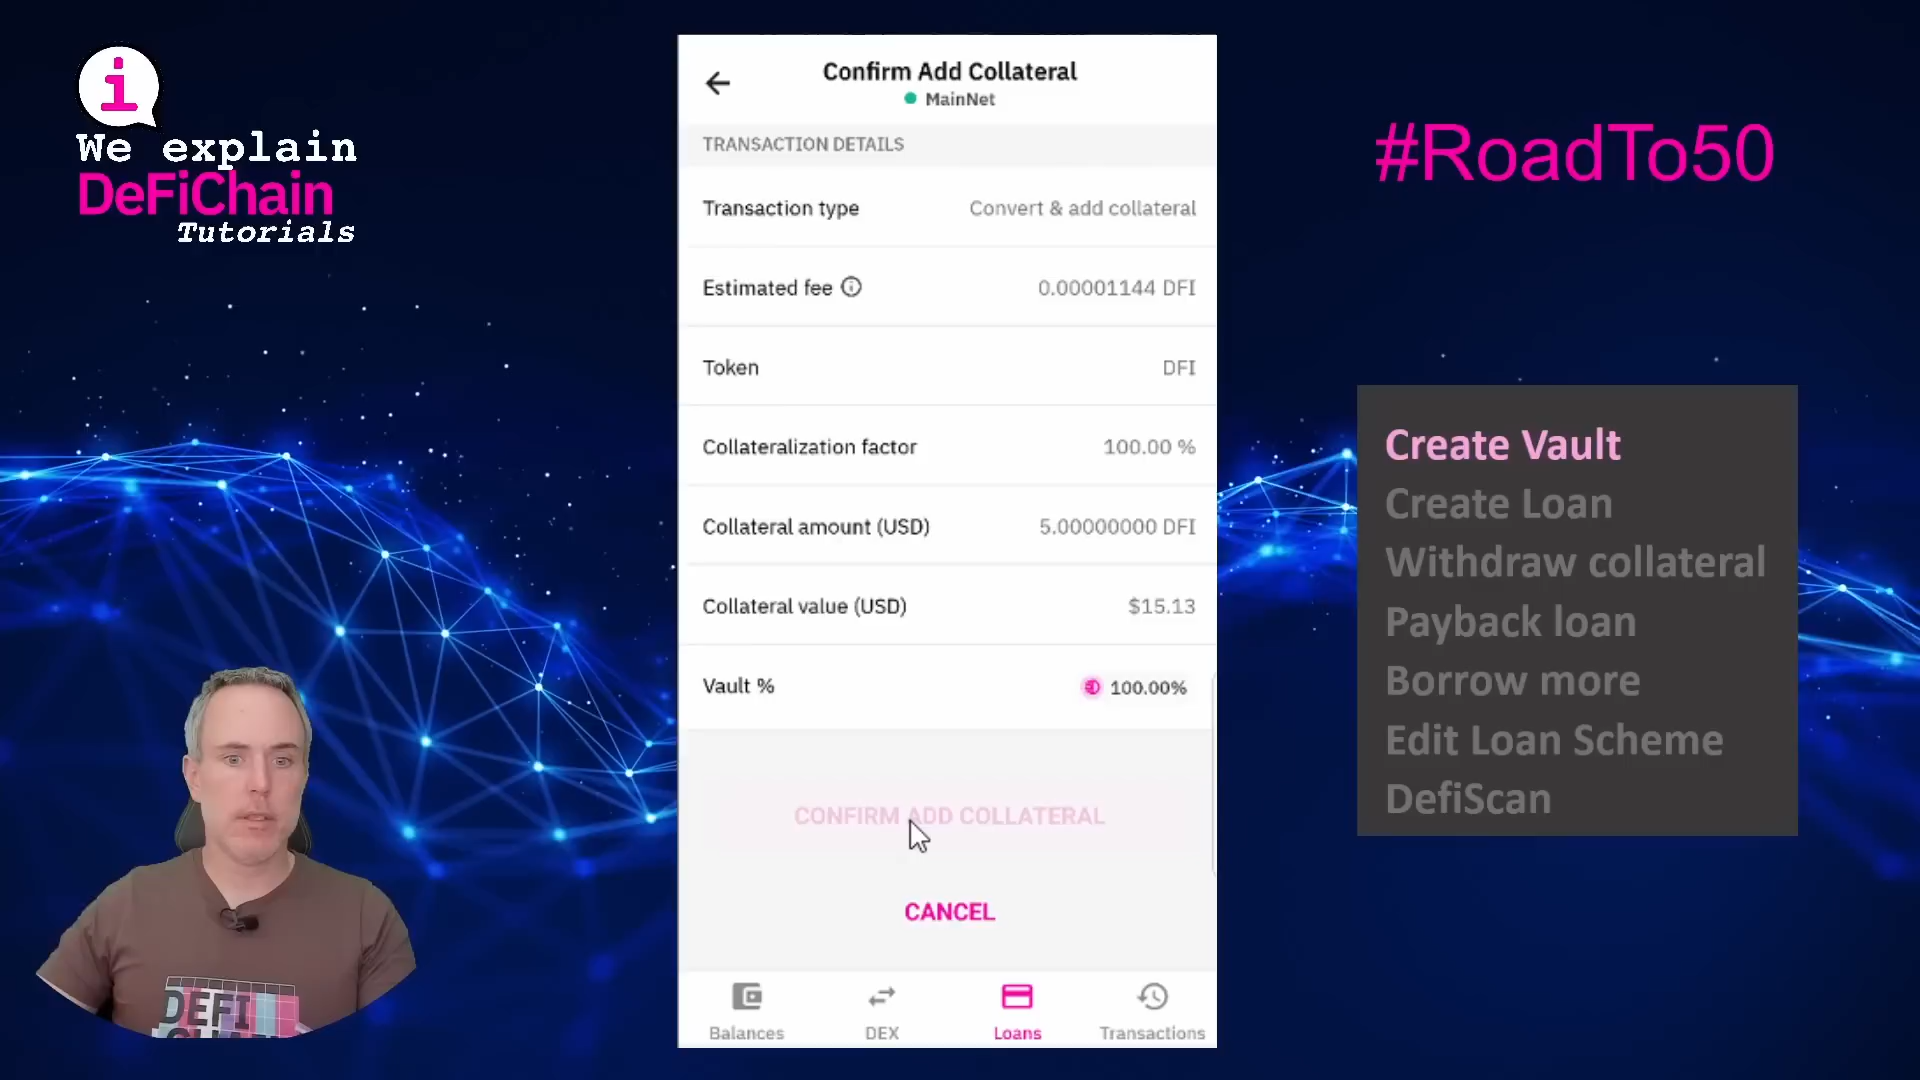 i
We explain
DeFiChain
Tutorials
Confirm Add Collateral
MainNet
TRANSACTION DETAILS
Transaction type Convert & add collateral
Estimated fee 0.00001144 DFI
Token DFI
Collateralization factor 100.00 %
Collateral amount (USD) 5.00000000 DFI
Collateral value (USD) $15.13
Vault % 100.00%
CONFIRM ADD COLLATERAL
CANCEL
Balances DEX Loans Transactions
#RoadTo50
Create Vault
Create Loan
Withdraw collateral
Payback loan
Borrow more
Edit Loan Scheme
DefiScan
DEFI